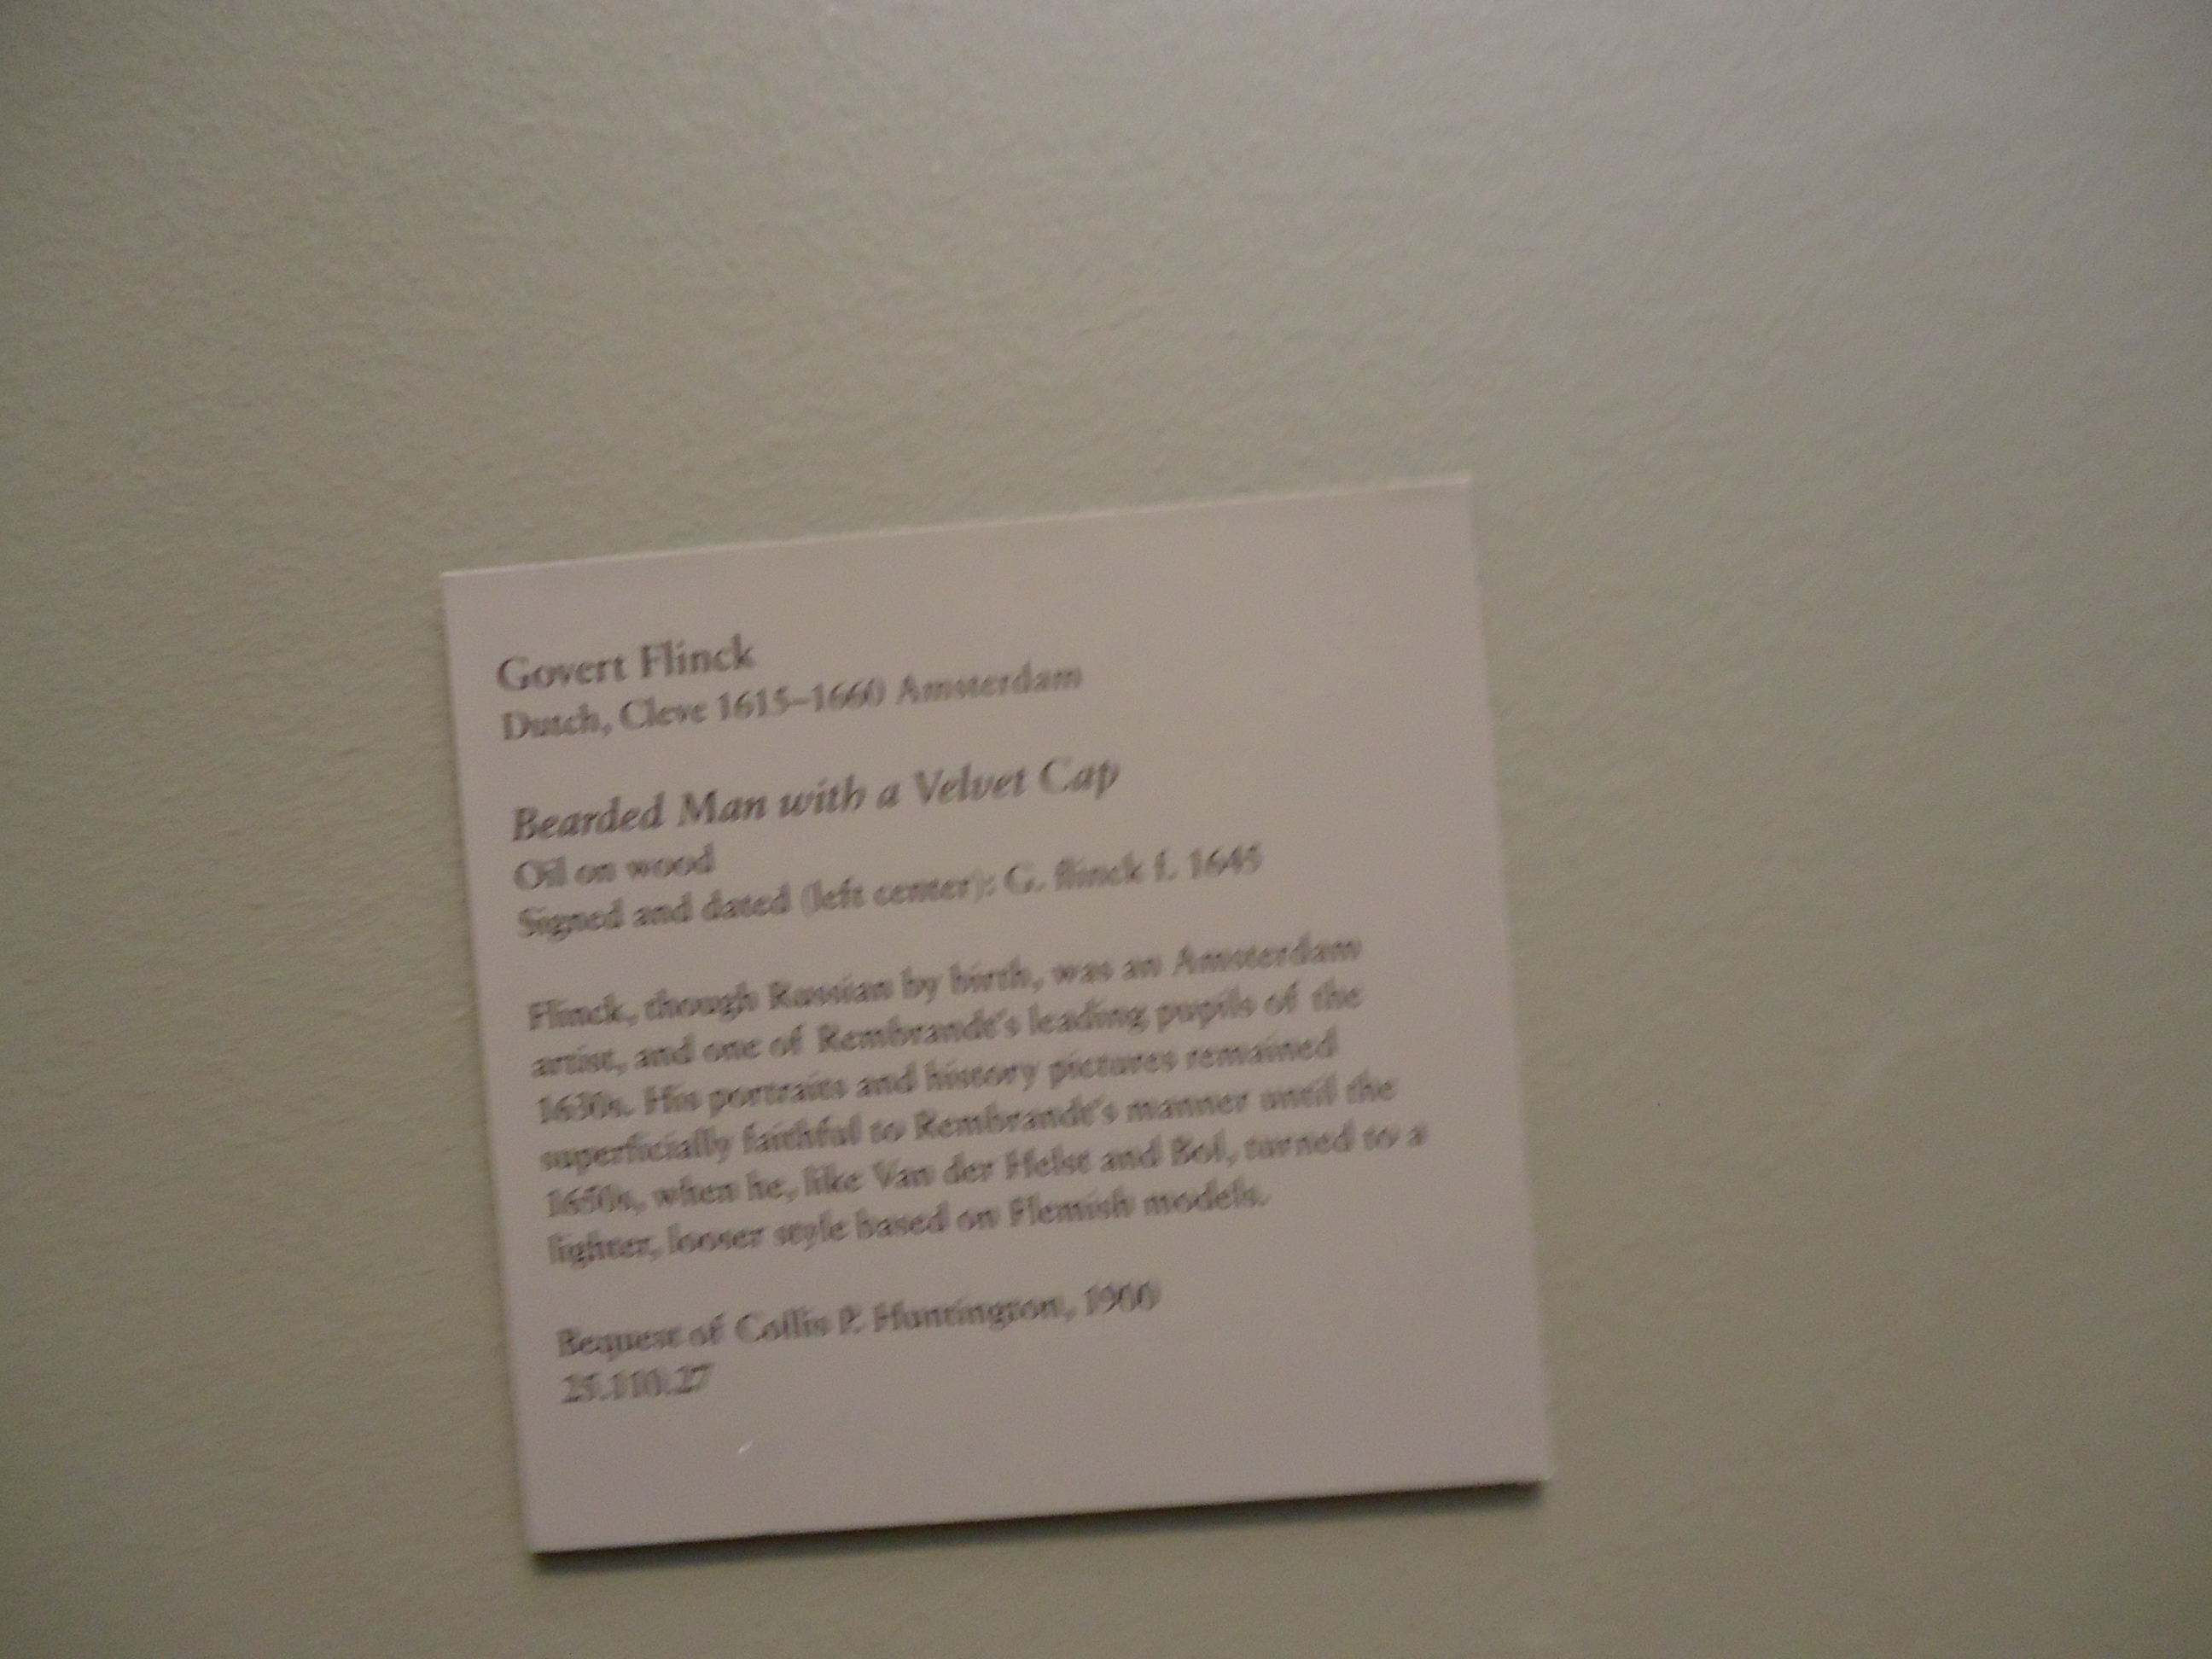 Govert Flinck
Dutch, Cleve 1615–1660 Amsterdam
Bearded Man with a Velvet Cap
Oil on wood
Signed and dated (left center): G. flinck f. 1645
Flinck, though Russian by birth, was an Amsterdam
artist, and one of Rembrandt's leading pupils of the
1630s. His portraits and history pictures remained
superficially faithful to Rembrandt's manner until the
1650s, when he, like Van der Helst and Bol, turned to a
lighter, looser style based on Flemish models.
Bequest of Collis P. Huntington, 1900
25.110.27